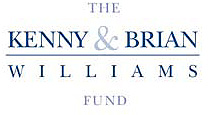 THE
KENNY & BRIAN
WILLIAMS
FUND